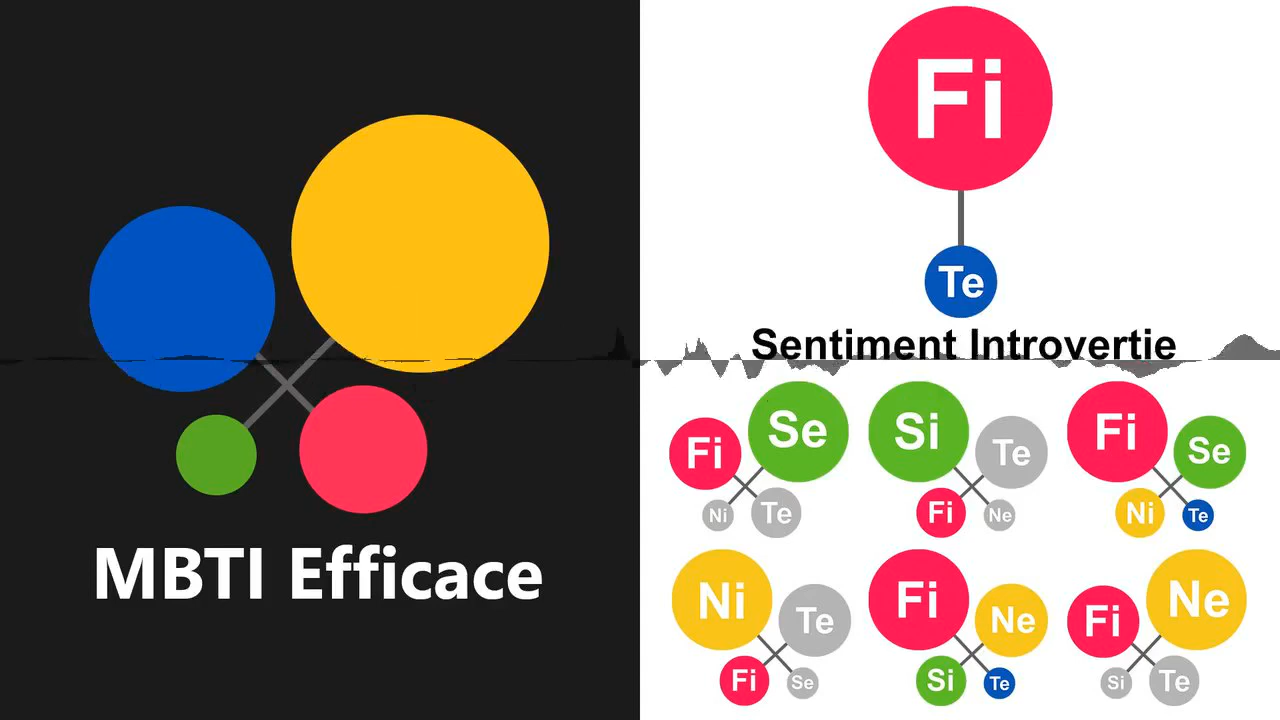 MBTI Efficace
Fi
Te
Sentiment Introvertie
Fi
Se
Ni
Te
Si
Te
Fi
Ne
Fi
Se
Ni
Te
Ni
Te
Fi
Se
Fi
Ne
Si
Te
Fi
Ne
Si
Te